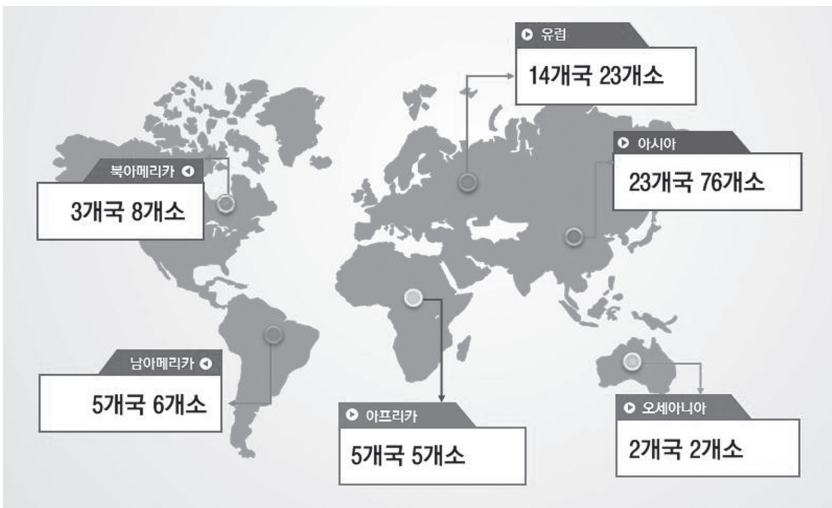 유럽
14개국 23개소
아시아
23개국 76개소
북아메리카
3개국 8개소
남아메리카
5개국 6개소
아프리카
5개국 5개소
오세아니아
2개국 2개소